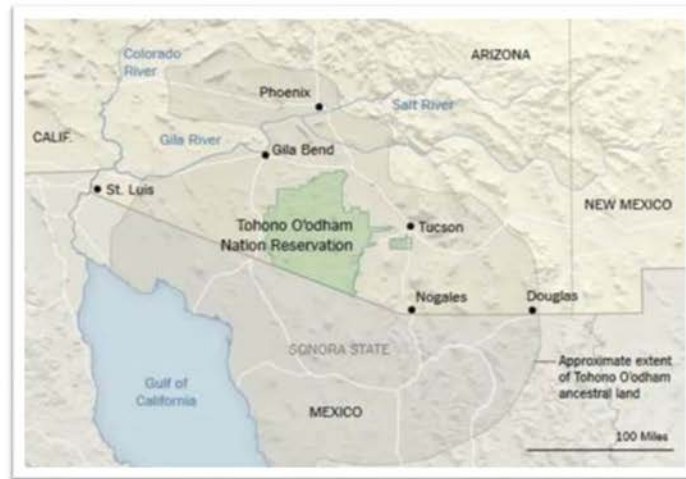 Colorado
River
ARIZONA
Phoenix
Salt River
CALIF.
Gila River
Gila Bend
St. Luis
NEW MEXICO
Tohono O'odham
Nation Reservation
Tucson
Nogales
Douglas
SONORA STATE
Approximate extent
of Tohono O'odham
ancestral land
Gulf of
California
MEXICO
100 Miles